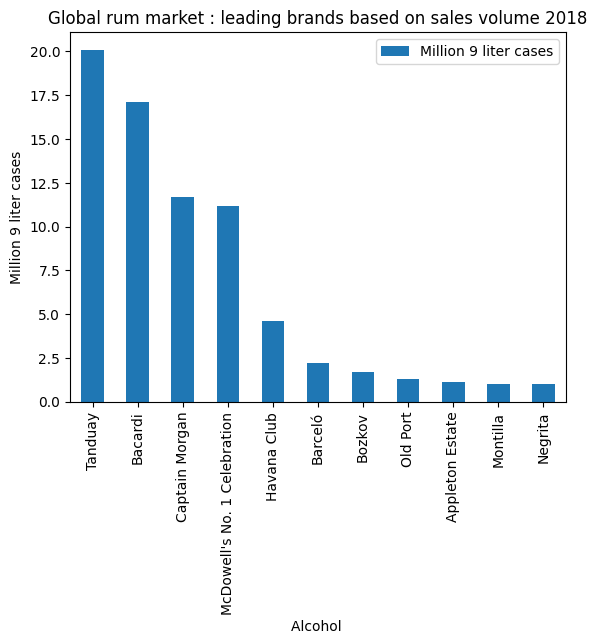 Global rum market : leading brands based on sales volume 2018
Million 9 liter cases
Million 9 liter cases
20.0
17.5
15.0
12.5
10.0
7.5
5.0
2.5
0.0
Tanduay
Bacardi
Captain Morgan
McDowell's No. 1 Celebration
Havana Club
Barceló
Bozkov
Old Port
Appleton Estate
Montilla
Negrita
Alcohol